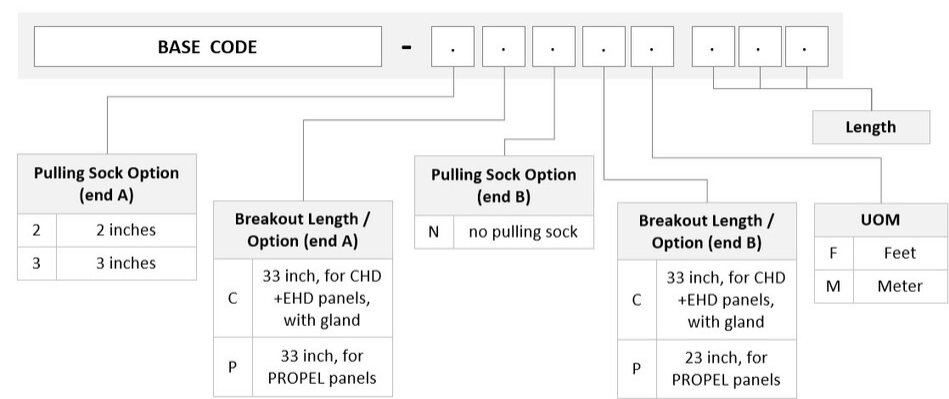 BASE CODE - . . . . . . . .
Length
Pulling Sock Option
(end A)
2 2 inches
3 3 inches
Breakout Length /
Option (end A)
C 33 inch, for CHD
+EHD panels,
with gland
P 33 inch, for
PROPEL panels
Pulling Sock Option
(end B)
N no pulling sock
Breakout Length /
Option (end B)
C 33 inch, for CHD
+EHD panels,
with gland
P 23 inch, for
PROPEL panels
UOM
F Feet
M Meter